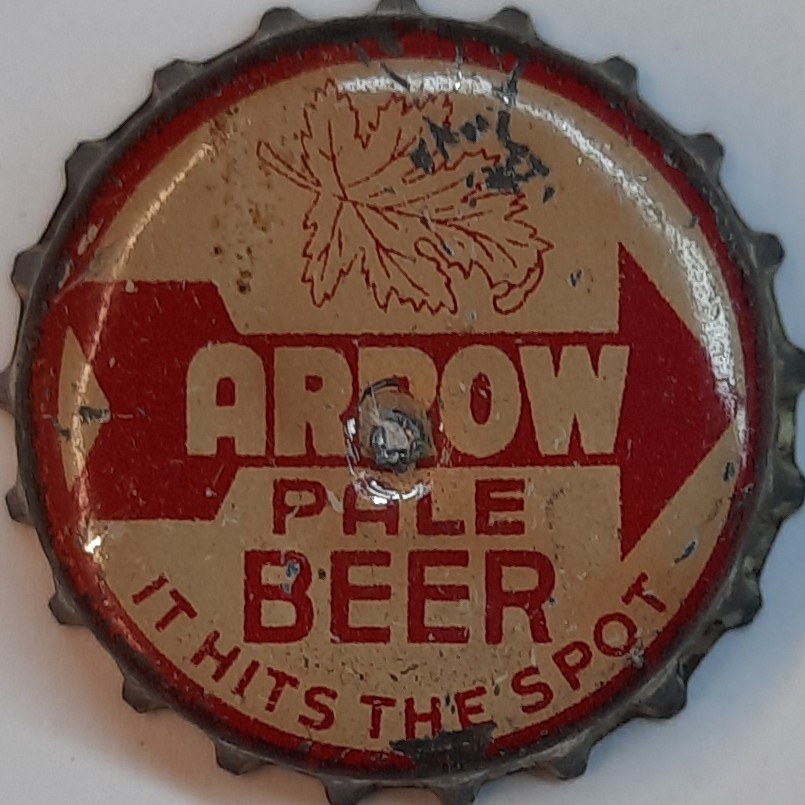 ARROW
PALE
BEER
IT HITS THE SPOT